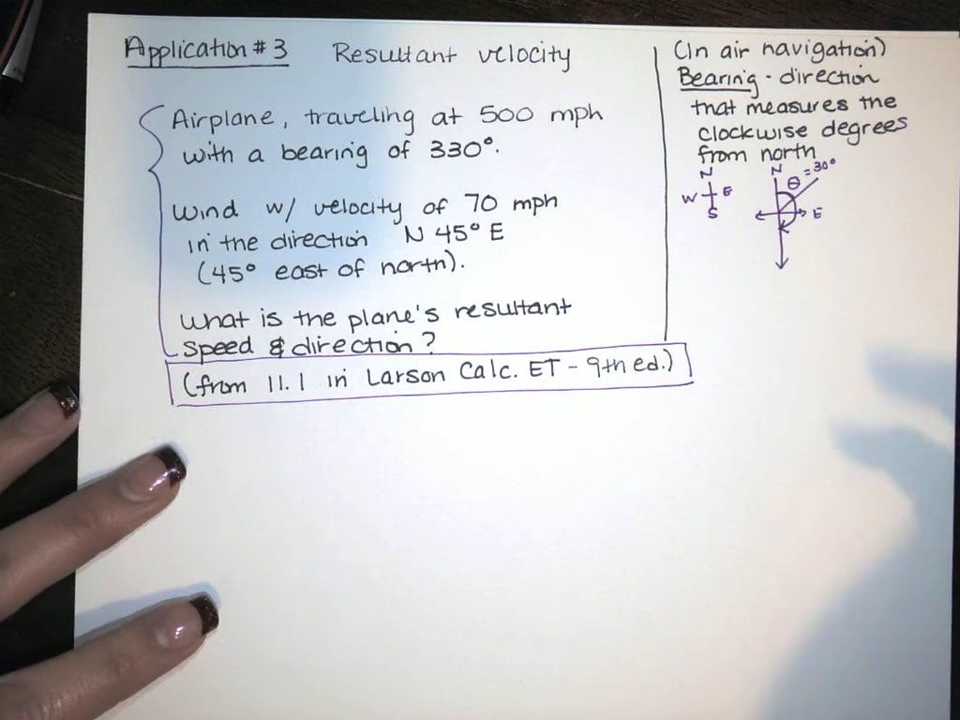 Application #3 Resultant velocity
Airplane, traveling at 500 mph
with a bearing of 330°.
Wind w/ velocity of 70 mph
in the direction N 45° E
(45° east of north).
What is the plane's resultant
speed & direction?
(from 11.1 in Larson Calc. ET - 9th ed.)
(In air navigation)
Bearing - direction
that measures the
clockwise degrees
from north
N
W E
S
N
θ = 30°
E